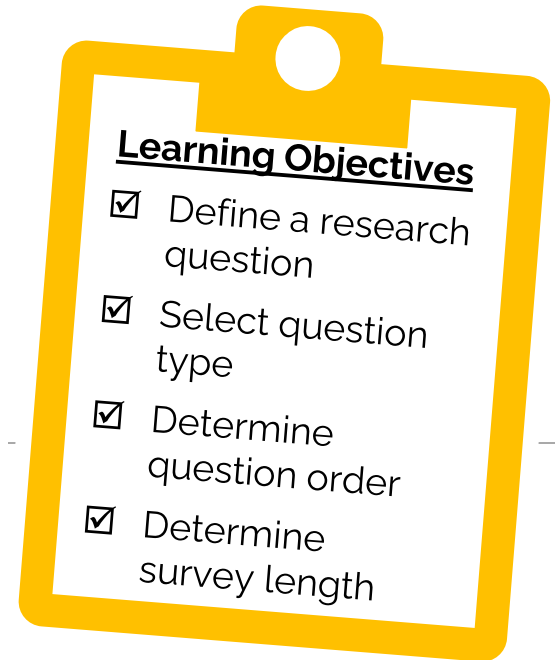 Learning Objectives
☑ Define a research
question
☑ Select question
type
☑ Determine
question order
☑ Determine
survey length